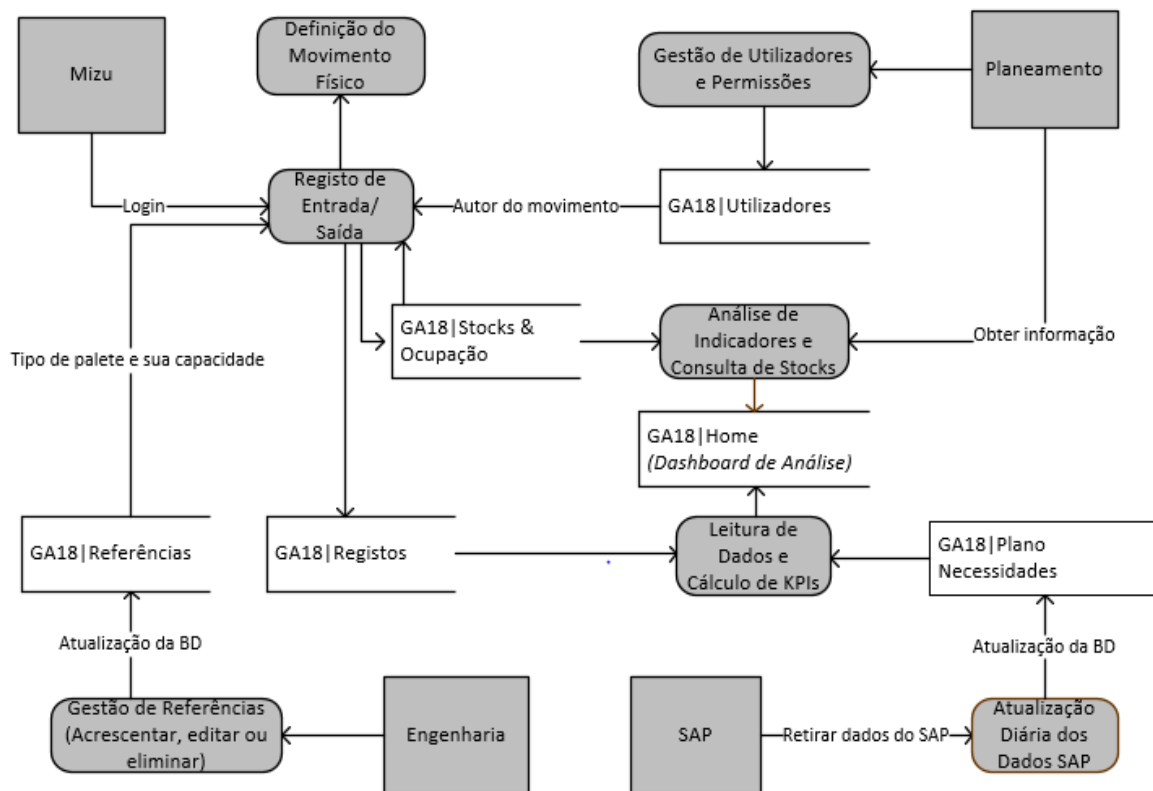 Mizu
Definição do
Movimento
Físico
Gestão de Utilizadores
e Permissões
Planeamento
Registo de
Entrada/
Saída
Login
Autor do movimento
GA18|Utilizadores
GA18|Stocks &
Ocupação
Análise de
Indicadores e
Consulta de Stocks
Obter informação
Tipo de palete e sua capacidade
GA18|Home
(Dashboard de Análise)
GA18|Referências
GA18|Registos
Leitura de
Dados e
Cálculo de KPIs
GA18|Plano
Necessidades
Atualização da BD
Atualização da BD
Gestão de Referências
(Acrescentar, editar ou
eliminar)
Engenharia
SAP
Retirar dados do SAP
Atualização
Diária dos
Dados SAP